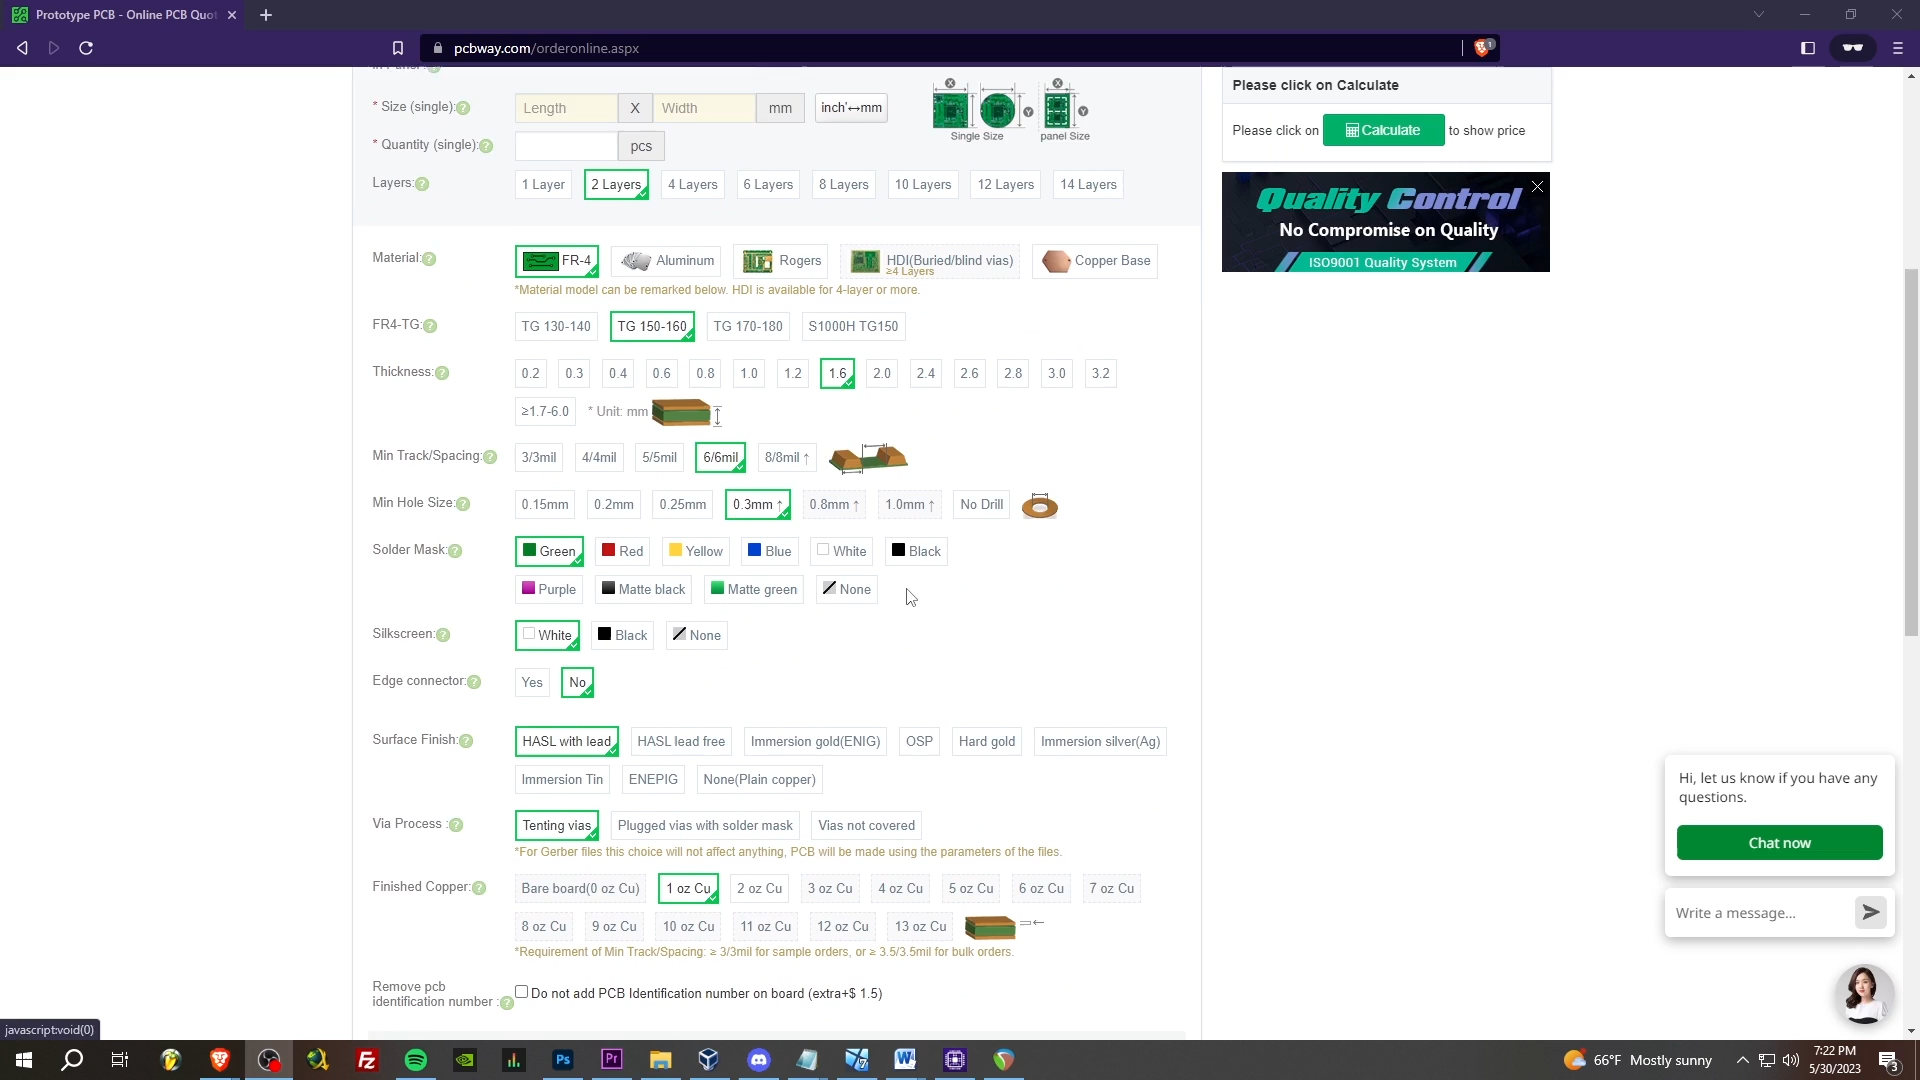 Prototype PCB - Online PCB Quot
pcbway.com/orderonline.aspx
1
* Size (single):
Length X Width mm inch'↔mm
X X
Y Y
Single Size panel Size
* Quantity (single): pcs
Layers: 1 Layer 2 Layers 4 Layers 6 Layers 8 Layers 10 Layers 12 Layers 14 Layers
Material: FR-4 Aluminum Rogers HDI(Buried/blind vias) Copper Base
≥4 Layers
*Material model can be remarked below. HDI is available for 4-layer or more.
FR4-TG: TG 130-140 TG 150-160 TG 170-180 S1000H TG150
Thickness: 0.2 0.3 0.4 0.6 0.8 1.0 1.2 1.6 2.0 2.4 2.6 2.8 3.0 3.2
≥1.7-6.0 * Unit: mm
Min Track/Spacing: 3/3mil 4/4mil 5/5mil 6/6mil 8/8mil ↑
Min Hole Size: 0.15mm 0.2mm 0.25mm 0.3mm ↑ 0.8mm ↑ 1.0mm ↑ No Drill
Solder Mask: Green Red Yellow Blue White Black
Purple Matte black Matte green None
Silkscreen: White Black None
Edge connector: Yes No
Surface Finish: HASL with lead HASL lead free Immersion gold(ENIG) OSP Hard gold Immersion silver(Ag)
Immersion Tin ENEPIG None(Plain copper)
Via Process : Tenting vias Plugged vias with solder mask Vias not covered
*For Gerber files this choice will not affect anything, PCB will be made using the parameters of the files.
Finished Copper: Bare board(0 oz Cu) 1 oz Cu 2 oz Cu 3 oz Cu 4 oz Cu 5 oz Cu 6 oz Cu 7 oz Cu
8 oz Cu 9 oz Cu 10 oz Cu 11 oz Cu 12 oz Cu 13 oz Cu
*Requirement of Min Track/Spacing: ≥ 3/3mil for sample orders, or ≥ 3.5/3.5mil for bulk orders.
Remove pcb
identification number :
Do not add PCB Identification number on board (extra+$ 1.5)
Please click on Calculate
Please click on Calculate to show price
Quality Control
No Compromise on Quality
ISO9001 Quality System
Hi, let us know if you have any
questions.
Chat now
Write a message...
javascript:void(0)
66°F Mostly sunny
7:22 PM
5/30/2023
3